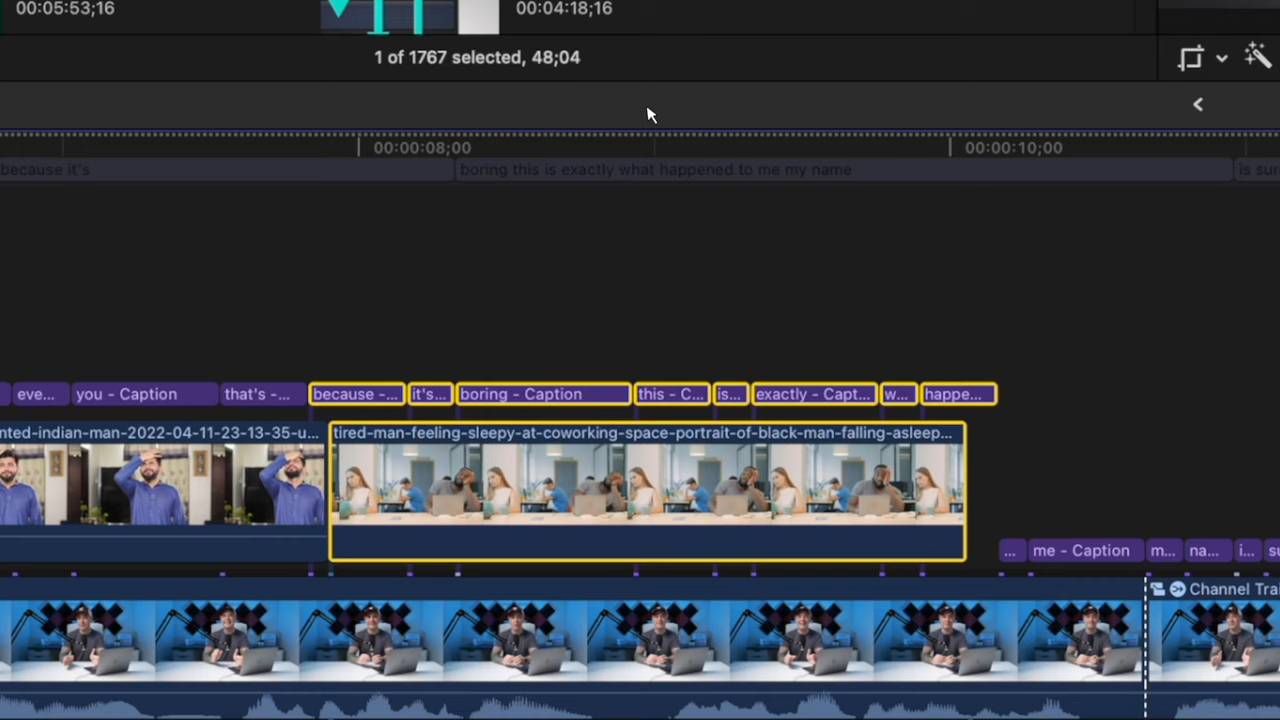 00:05:53;16
00:04:18;16
1 of 1767 selected, 48;04
00:00:08;00
00:00:10;00
because it's
boring this is exactly what happened to me my name
is sur
eve...
you - Caption
that's -...
because -...
it's...
boring - Caption
this - C...
is...
exactly - Capt...
w...
happe...
nted-indian-man-2022-04-11-23-13-35-u...
tired-man-feeling-sleepy-at-coworking-space-portrait-of-black-man-falling-asleep...
...
me - Caption
m...
na...
i...
su
Channel Trai